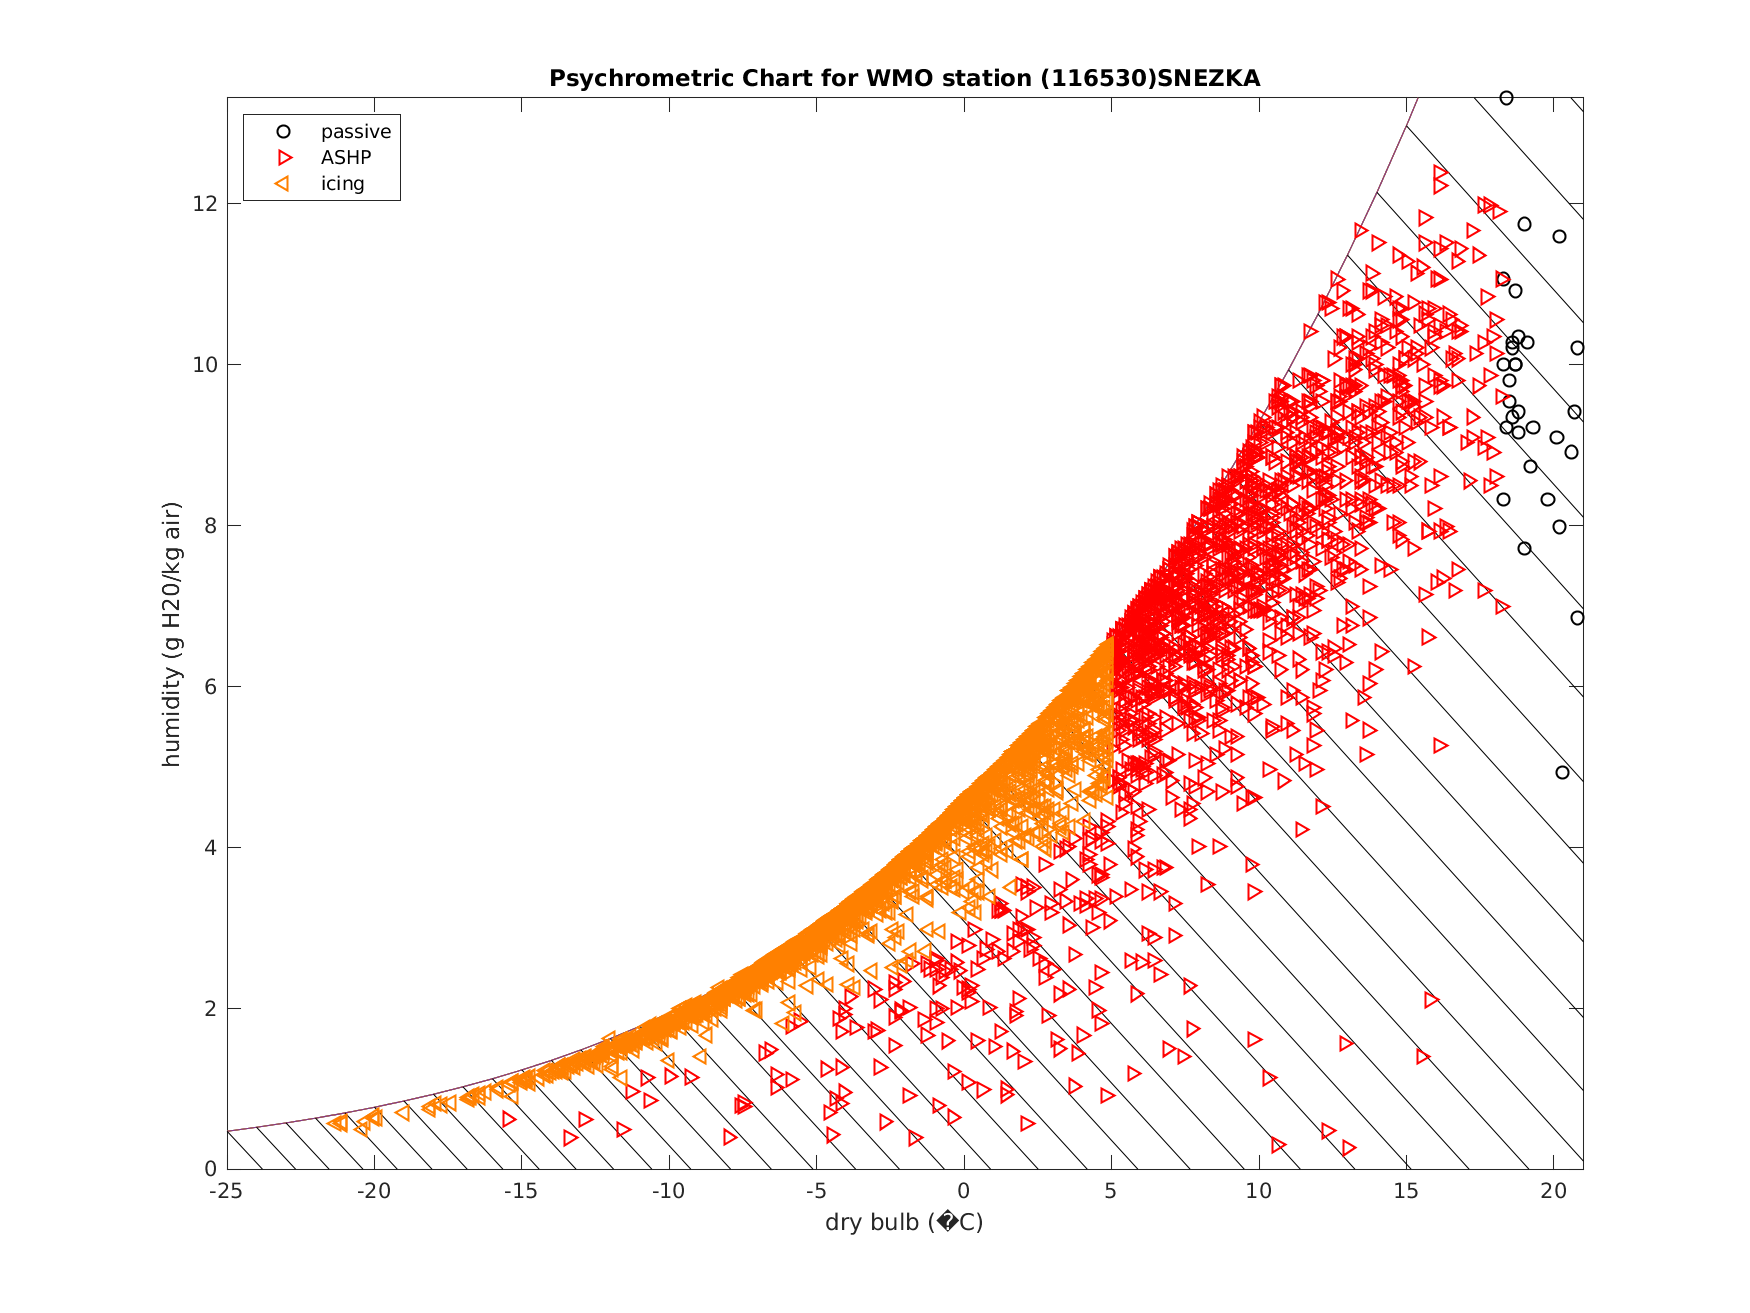 Psychrometric Chart for WMO station (116530)SNEZKA
passive
ASHP
icing
12
10
8
6
4
2
0
humidity (g H20/kg air)
-25 -20 -15 -10 -5 0 5 10 15 20
dry bulb (�C)